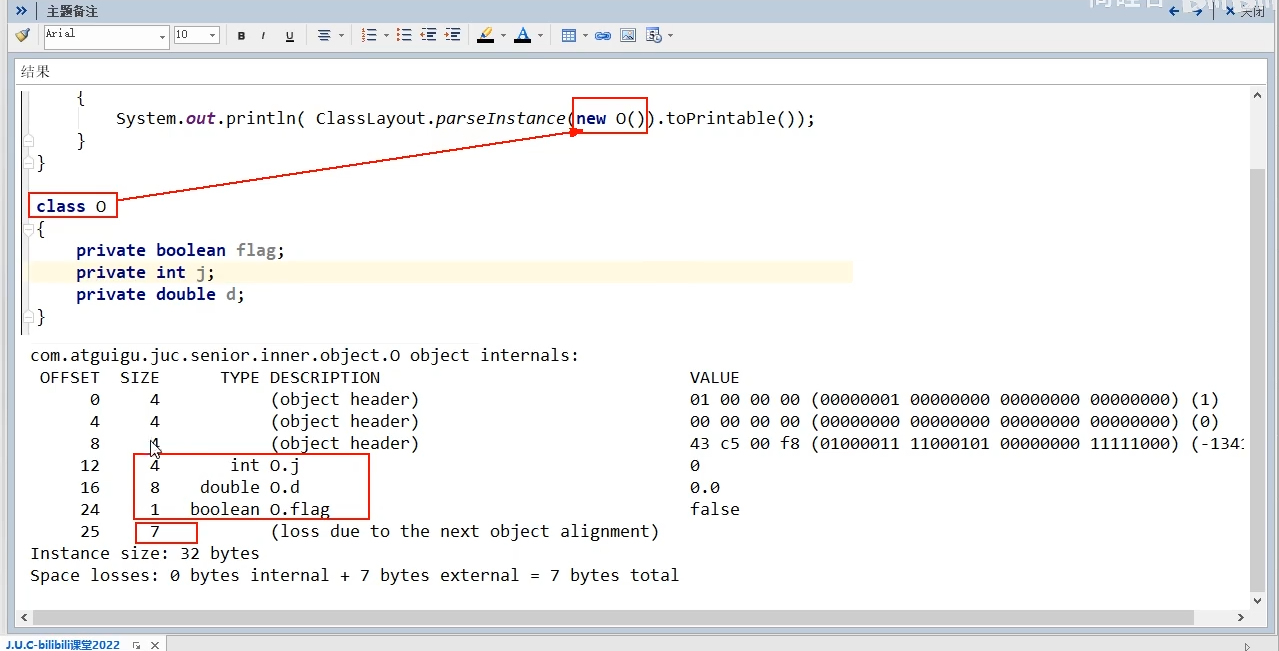 主题备注
关闭
Arial
10
B I U
结果
{
System.out.println( ClassLayout.parseInstance(new O()).toPrintable());
}
}
class O
{
private boolean flag;
private int j;
private double d;
}
com.atguigu.juc.senior.inner.object.O object internals:
OFFSET SIZE TYPE DESCRIPTION VALUE
0 4 (object header) 01 00 00 00 (00000001 00000000 00000000 00000000) (1)
4 4 (object header) 00 00 00 00 (00000000 00000000 00000000 00000000) (0)
8 4 (object header) 43 c5 00 f8 (01000011 11000101 00000000 11111000) (-1341
12 4 int O.j 0
16 8 double O.d 0.0
24 1 boolean O.flag false
25 7 (loss due to the next object alignment)
Instance size: 32 bytes
Space losses: 0 bytes internal + 7 bytes external = 7 bytes total
J.U.C-bilibili课堂2022